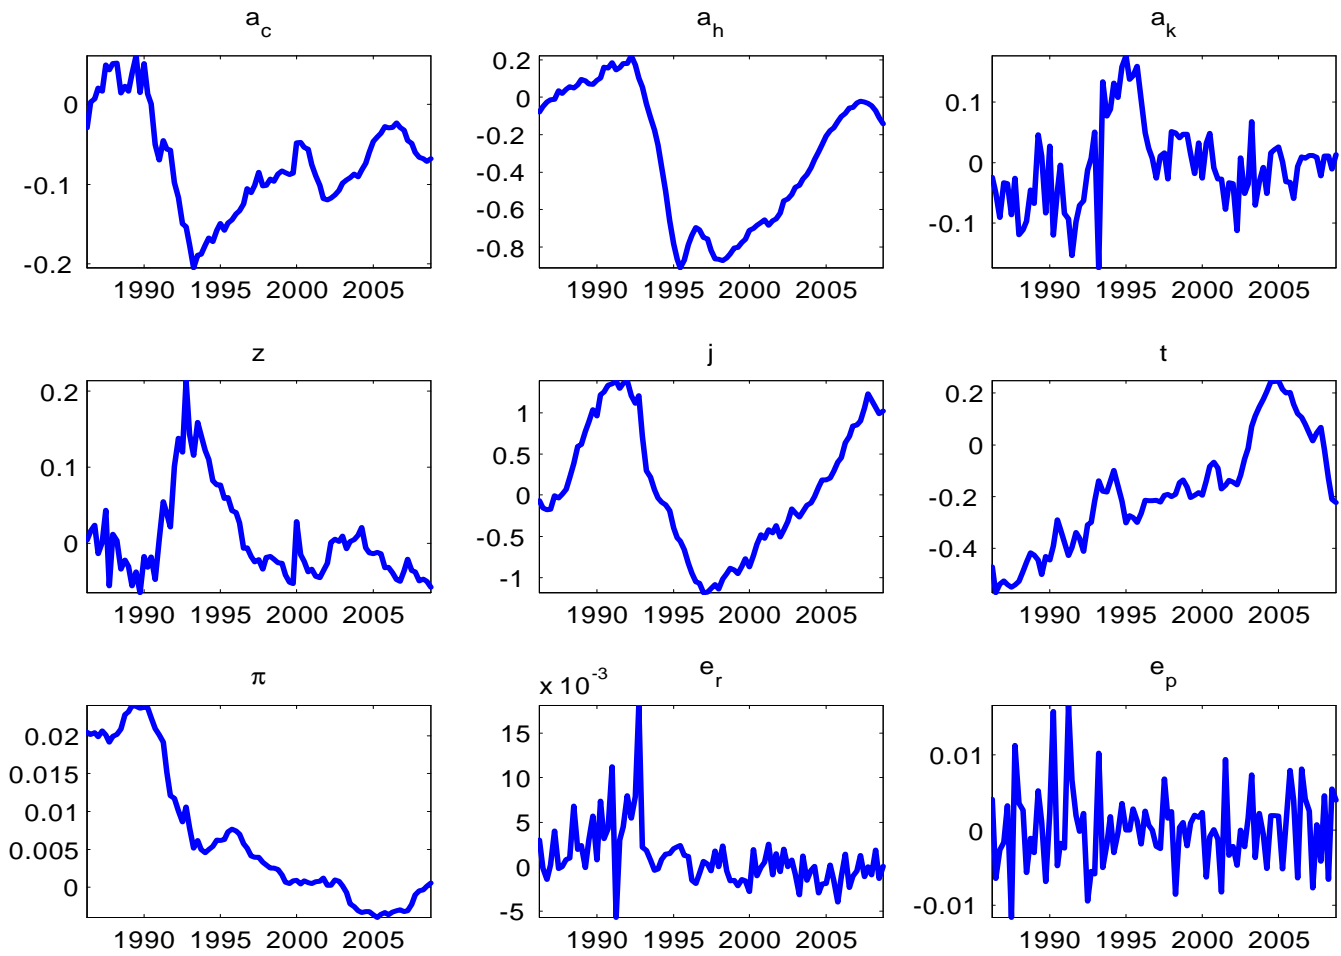 a_c a_h a_k
0 -0.1 -0.2
0.2 0 -0.2 -0.4 -0.6 -0.8
0.1 0 -0.1
1990 1995 2000 2005 1990 1995 2000 2005 1990 1995 2000 2005
z j t
0.2 0.1 0
1 0.5 0 -0.5 -1
0.2 0 -0.2 -0.4
1990 1995 2000 2005 1990 1995 2000 2005 1990 1995 2000 2005
π e_r e_p
x 10^-3
0.02 0.015 0.01 0.005 0
15 10 5 0 -5
0.01 0 -0.01
1990 1995 2000 2005 1990 1995 2000 2005 1990 1995 2000 2005